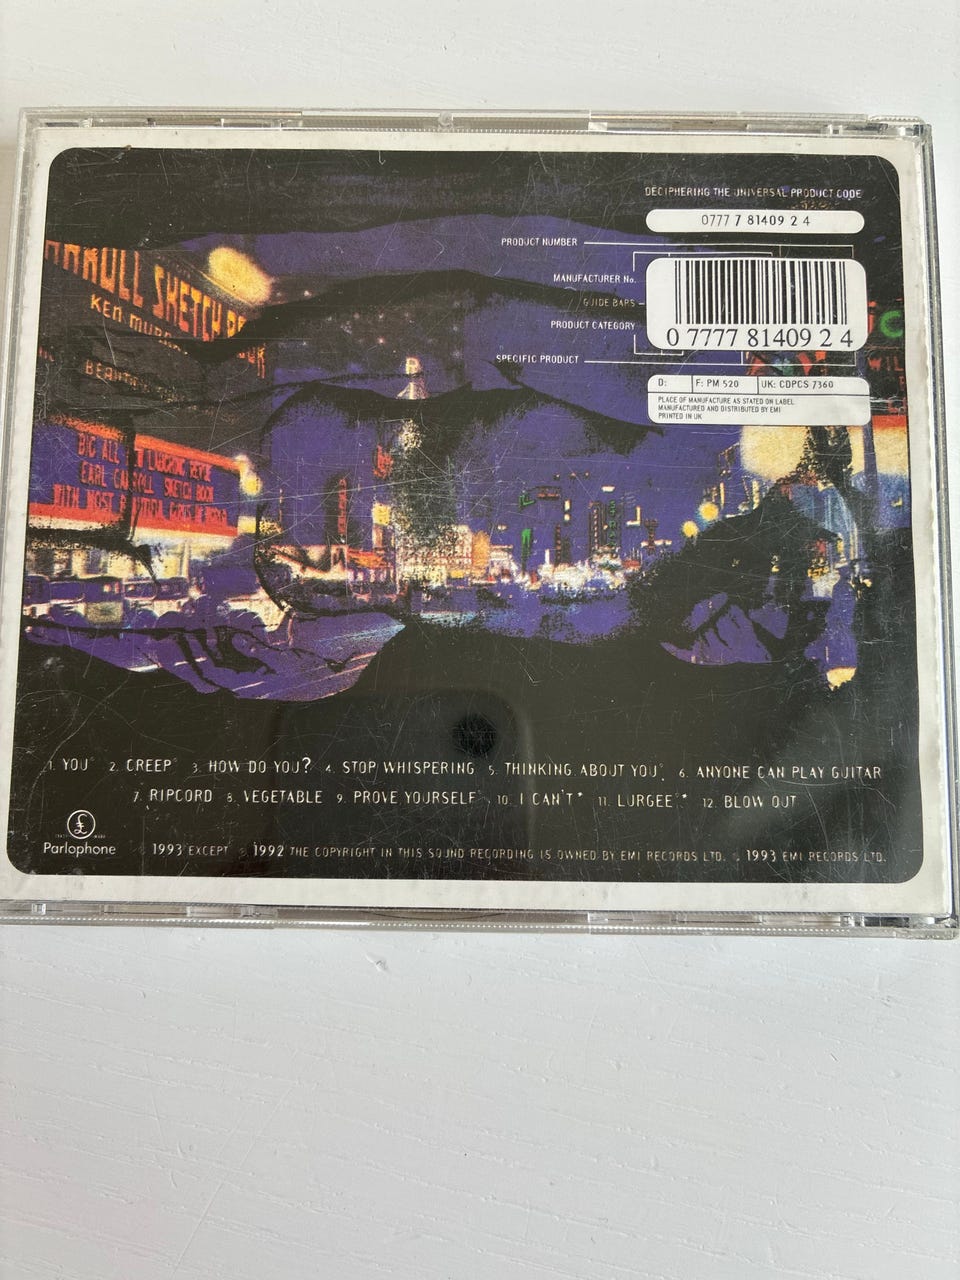 DECIPHERING THE UNIVERSAL PRODUCT CODE
0777 7 81409 2 4
PRODUCT NUMBER
MANUFACTURER No.
GUIDE BARS
PRODUCT CATEGORY
0 7777 81409 2 4
SPECIFIC PRODUCT
D: F: PM 520 UK: CDPCS 7360
PLACE OF MANUFACTURE AS STATED ON LABEL
MANUFACTURED AND DISTRIBUTED BY EMI
PRINTED IN UK
SKETCH
KEN
EARL CARROLL SKETCH BOOK
WITH MOST
1. YOU° 2. CREEP° 3. HOW DO YOU? 4. STOP WHISPERING 5. THINKING ABOUT YOU° 6. ANYONE CAN PLAY GUITAR
7. RIPCORD 8. VEGETABLE 9. PROVE YOURSELF° 10. I CAN'T* 11. LURGEE* 12. BLOW OUT
£
Parlophone
1993 EXCEPT ° 1992 THE COPYRIGHT IN THIS SOUND RECORDING IS OWNED BY EMI RECORDS LTD. 1993 EMI RECORDS LTD.